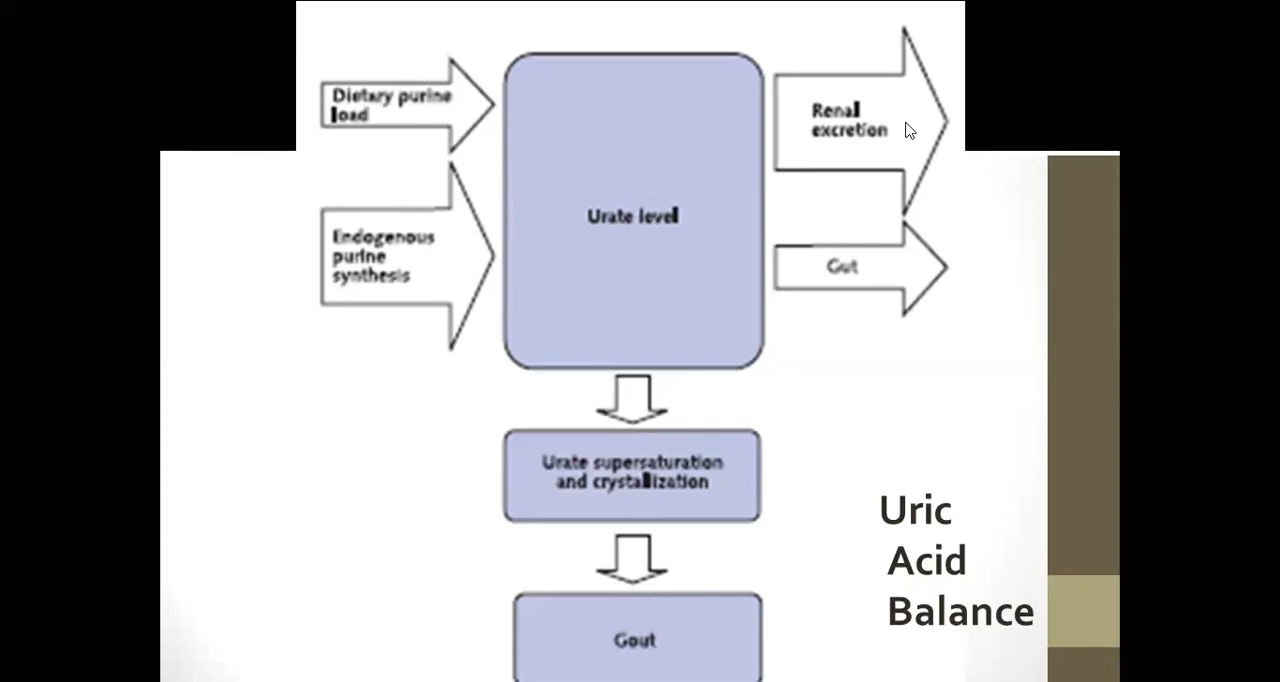 Dietary purine
load
Endogenous
purine
synthesis
Urate level
Renal
excretion
Gut
Urate supersaturation
and crystallization
Gout
Uric
Acid
Balance